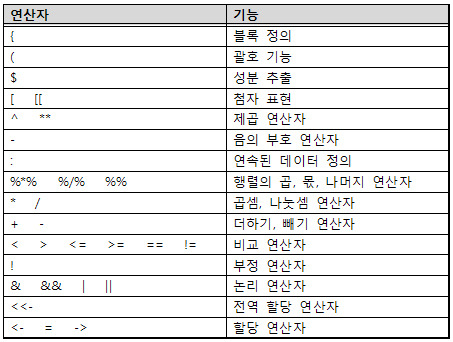 연산자 기능
{ 블록 정의
( 괄호 기능
$ 성분 추출
[ [[ 첨자 표현
^ ** 제곱 연산자
- 음의 부호 연산자
: 연속된 데이터 정의
%*% %/% %% 행렬의 곱, 몫, 나머지 연산자
* / 곱셈, 나눗셈 연산자
+ - 더하기, 빼기 연산자
< > <= >= == != 비교 연산자
! 부정 연산자
& && | || 논리 연산자
<<- 전역 할당 연산자
<- = -> 할당 연산자